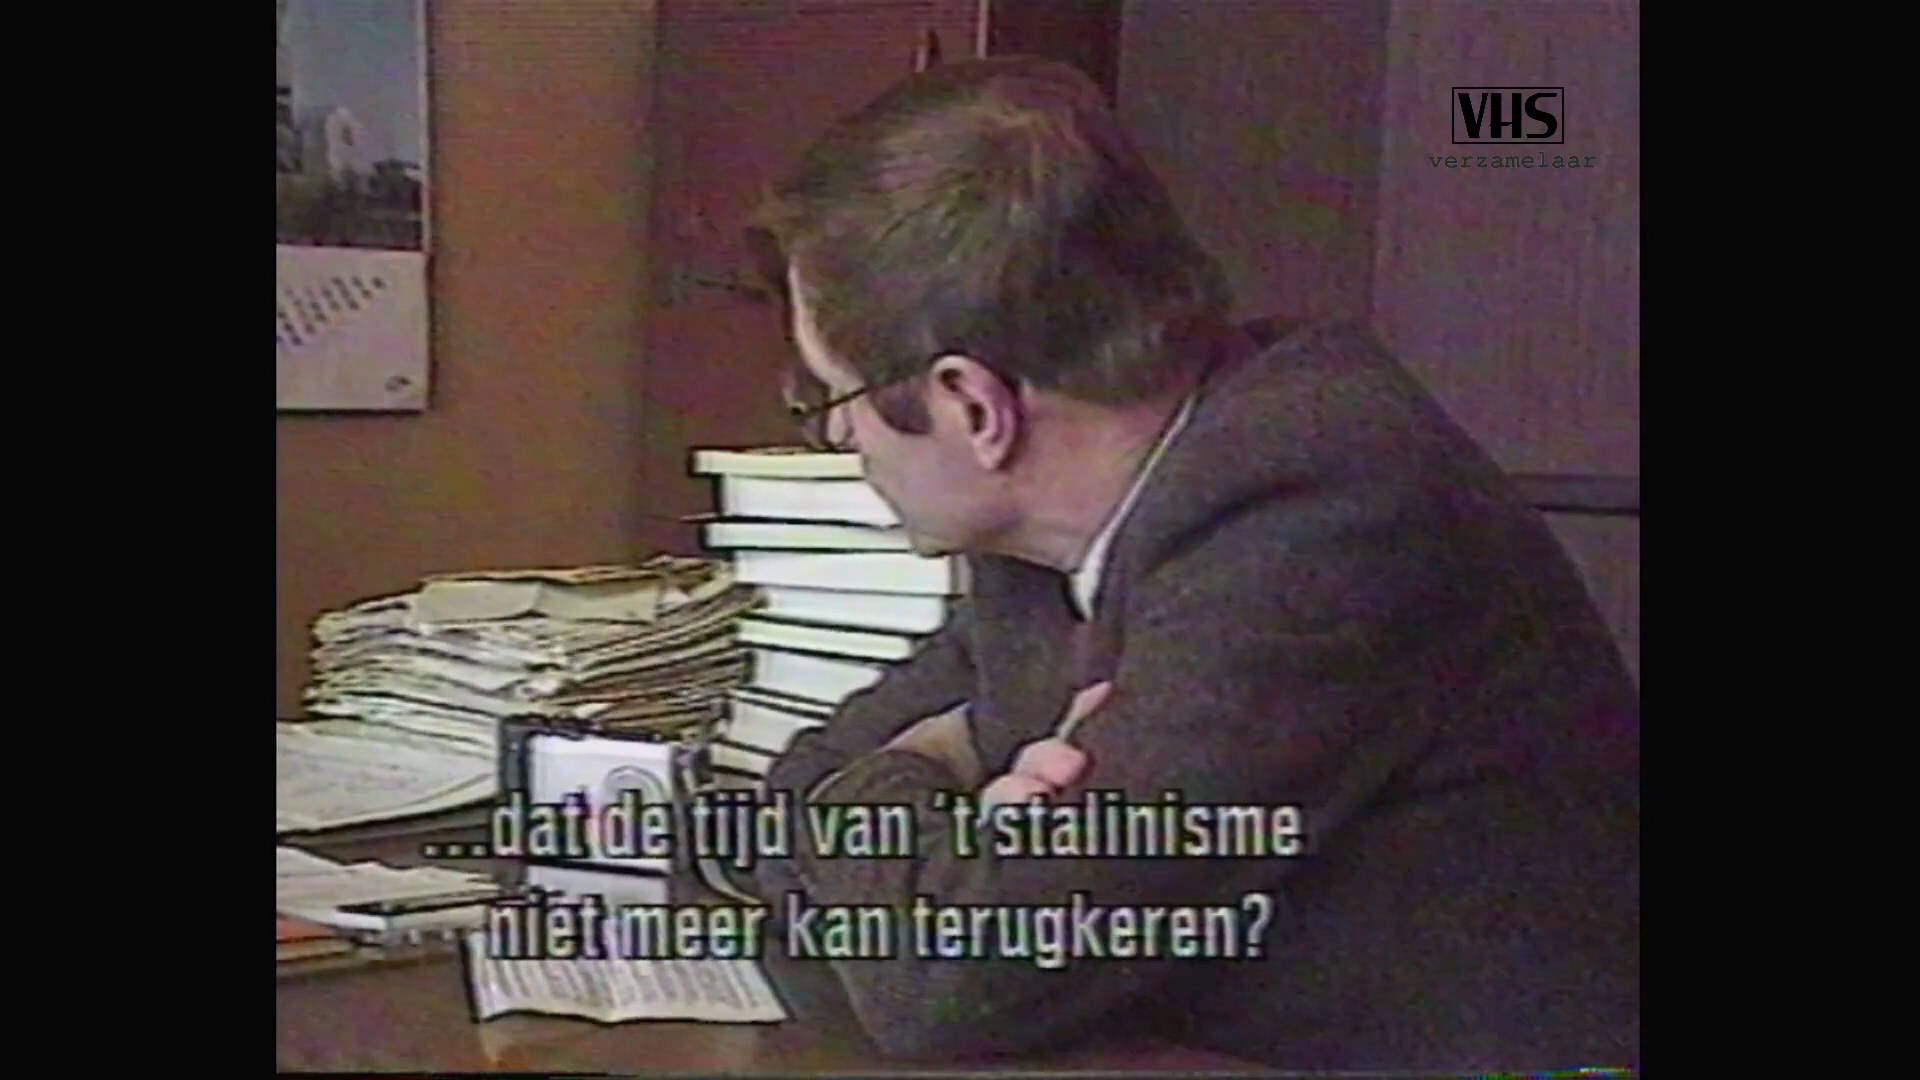 VHS
verzamelaar
...dat de tijd van 't stalinisme
niet meer kan terugkeren?